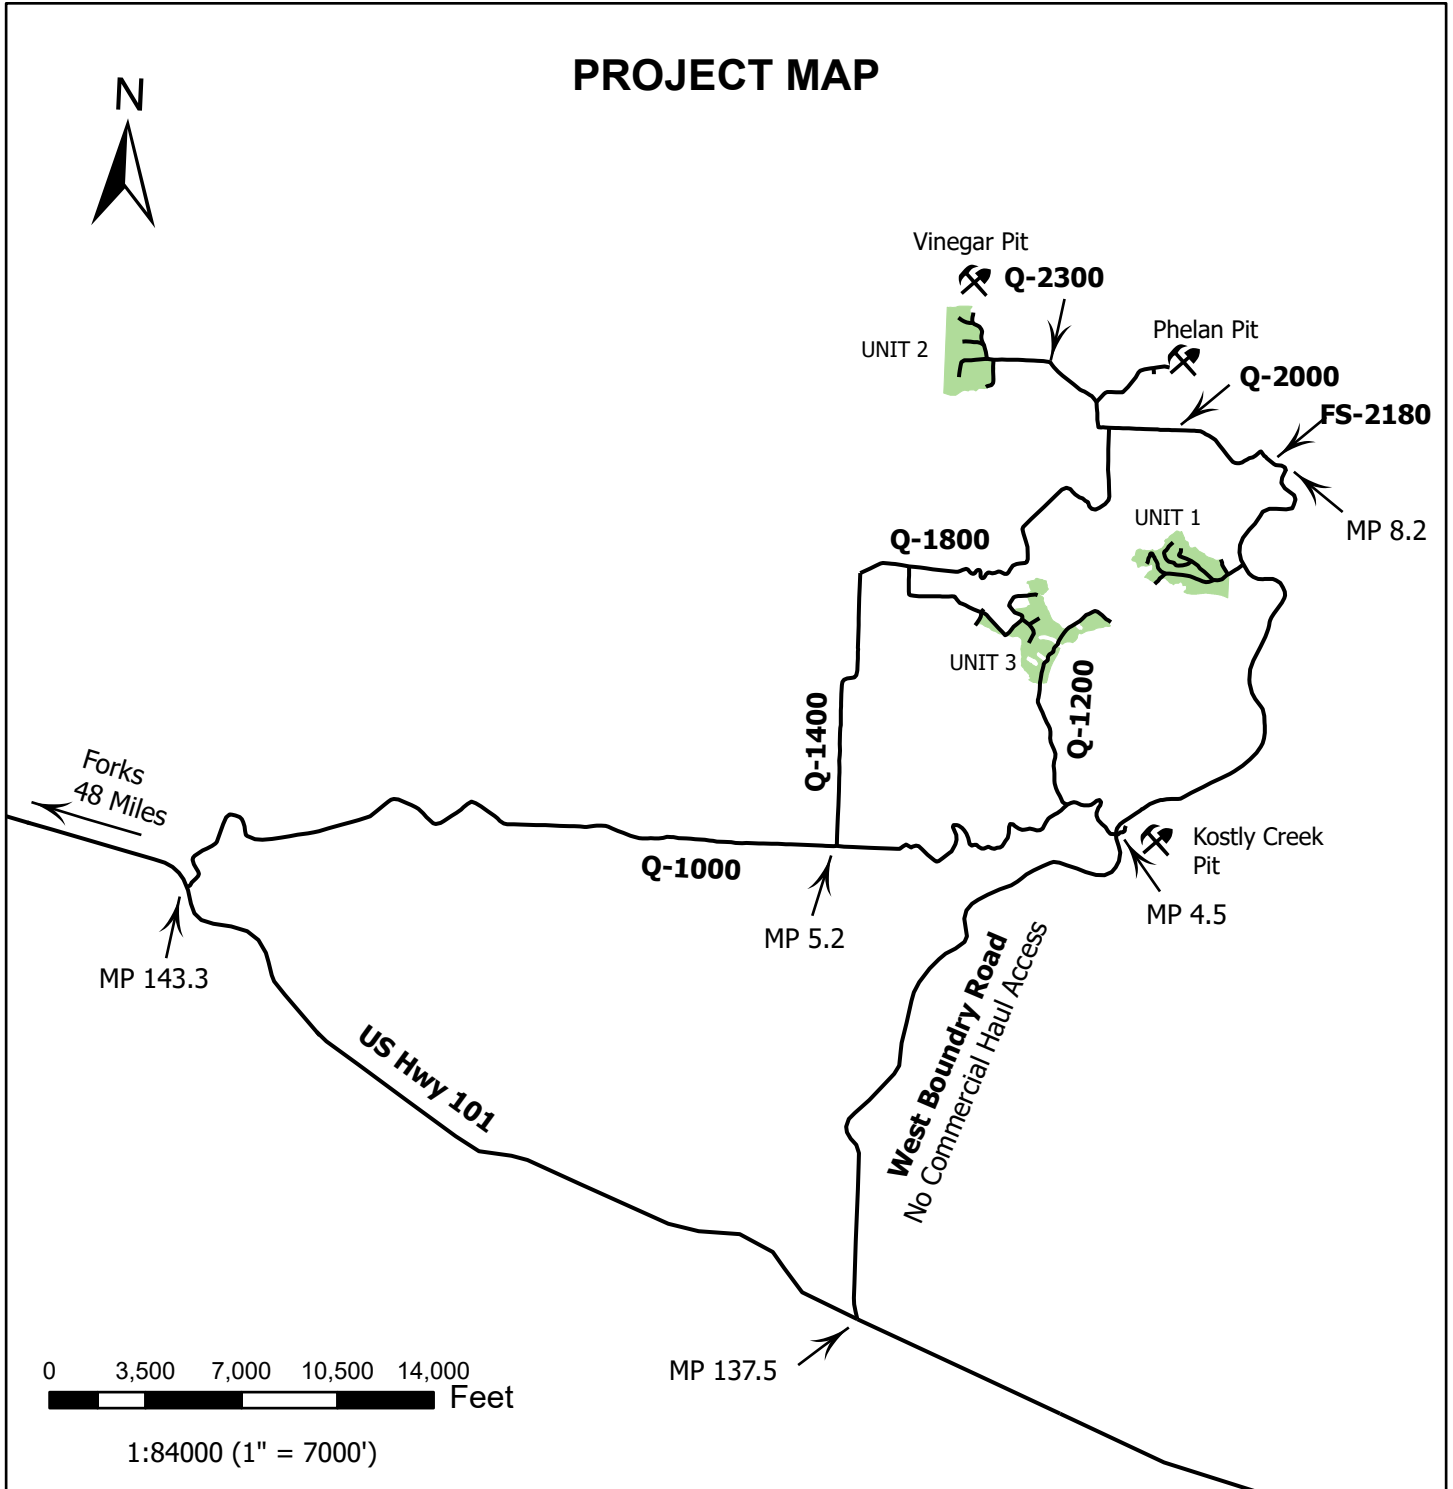 PROJECT MAP
N
Vinegar Pit
Q-2300
Phelan Pit
UNIT 2
Q-2000
FS-2180
UNIT 1
MP 8.2
Q-1800
UNIT 3
Q-1200
Q-1400
Forks
48 Miles
Kostly Creek
Pit
Q-1000
MP 4.5
MP 5.2
MP 143.3
West Boundry Road
No Commercial Haul Access
US Hwy 101
MP 137.5
0 3,500 7,000 10,500 14,000
Feet
1:84000 (1" = 7000')